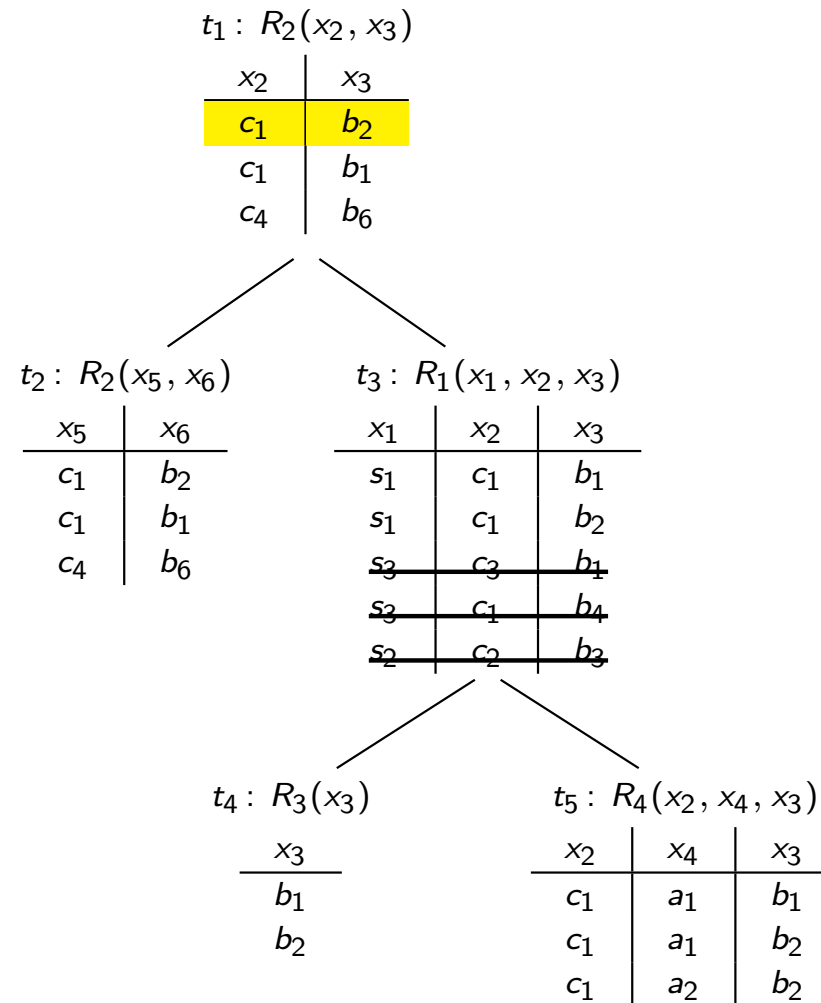 t₁ : R₂(x₂, x₃)
x₂ x₃
c₁ b₂
c₁ b₁
c₄ b₆
t₂ : R₂(x₅, x₆)
x₅ x₆
c₁ b₂
c₁ b₁
c₄ b₆
t₃ : R₁(x₁, x₂, x₃)
x₁ x₂ x₃
s₁ c₁ b₁
s₁ c₁ b₂
s₃ c₃ b₁
s₃ c₁ b₄
s₂ c₂ b₃
t₄ : R₃(x₃)
x₃
b₁
b₂
t₅ : R₄(x₂, x₄, x₃)
x₂ x₄ x₃
c₁ a₁ b₁
c₁ a₁ b₂
c₁ a₂ b₂